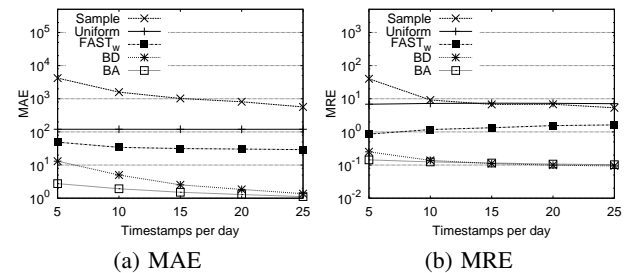 Sample
Uniform
FAST_w
BD
BA
MAE
10^5
10^4
10^3
10^2
10^1
10^0
5 10 15 20 25
Timestamps per day
(a) MAE
Sample
Uniform
FAST_w
BD
BA
MRE
10^3
10^2
10^1
10^0
10^-1
10^-2
5 10 15 20 25
Timestamps per day
(b) MRE